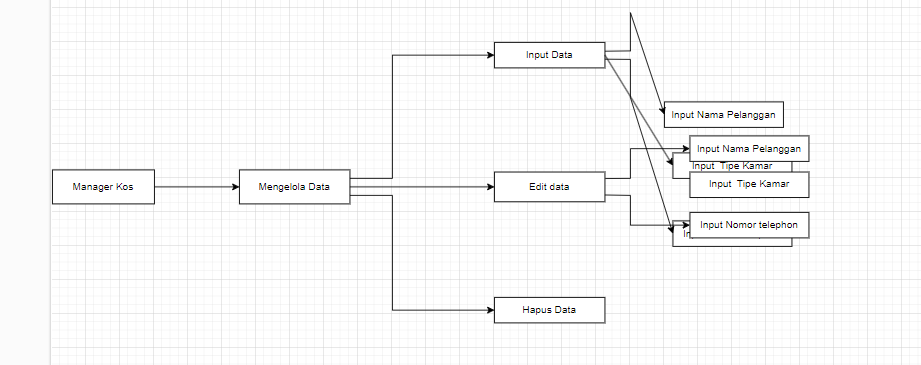 Input Data
Input Nama Pelanggan
Input Nama Pelanggan
Input Tipe Kamar
Manager Kos
Mengelola Data
Edit data
Input Tipe Kamar
Input Nomor telephon
Hapus Data